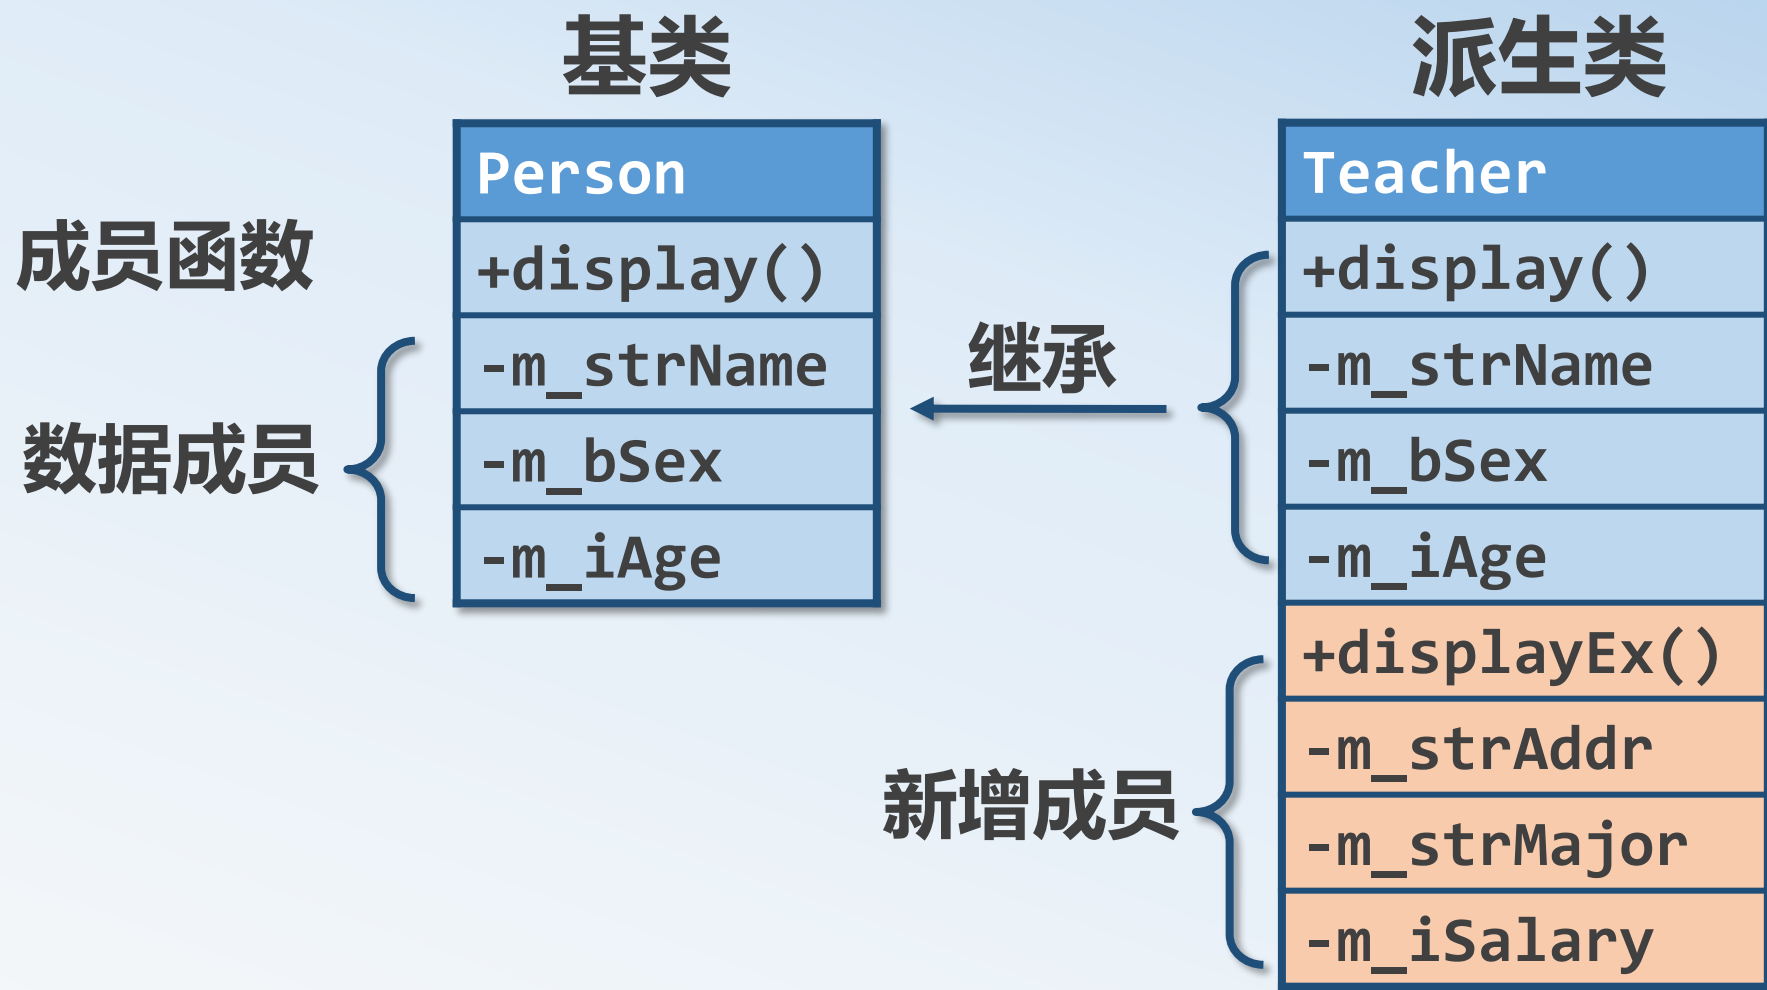 基类
派生类
Person
+display()
-m_strName
-m_bSex
-m_iAge
成员函数
数据成员
继承
Teacher
+display()
-m_strName
-m_bSex
-m_iAge
+displayEx()
-m_strAddr
-m_strMajor
-m_iSalary
新增成员